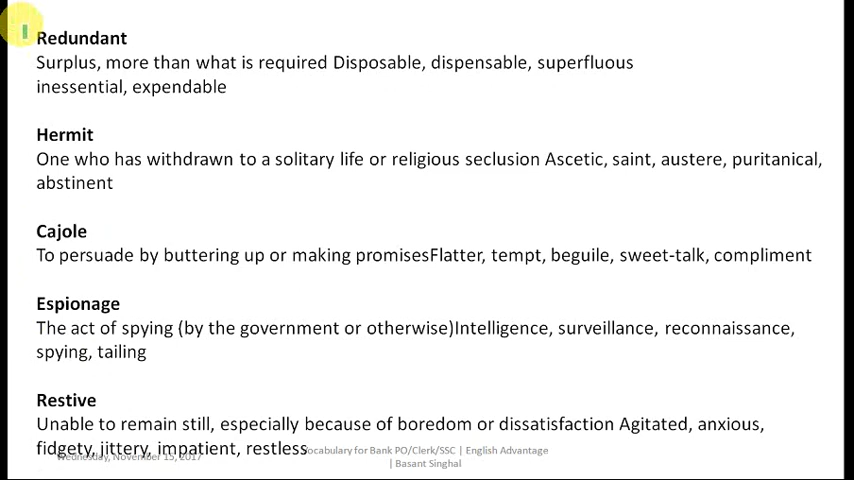 Redundant
Surplus, more than what is required Disposable, dispensable, superfluous
inessential, expendable
Hermit
One who has withdrawn to a solitary life or religious seclusion Ascetic, saint, austere, puritanical,
abstinent
Cajole
To persuade by buttering up or making promisesFlatter, tempt, beguile, sweet-talk, compliment
Espionage
The act of spying (by the government or otherwise)Intelligence, surveillance, reconnaissance,
spying, tailing
Restive
Unable to remain still, especially because of boredom or dissatisfaction Agitated, anxious,
fidgety, jittery, impatient, restless
Wednesday, November 15, 2017
Vocabulary for Bank PO/Clerk/SSC | English Advantage
| Basant Singhal